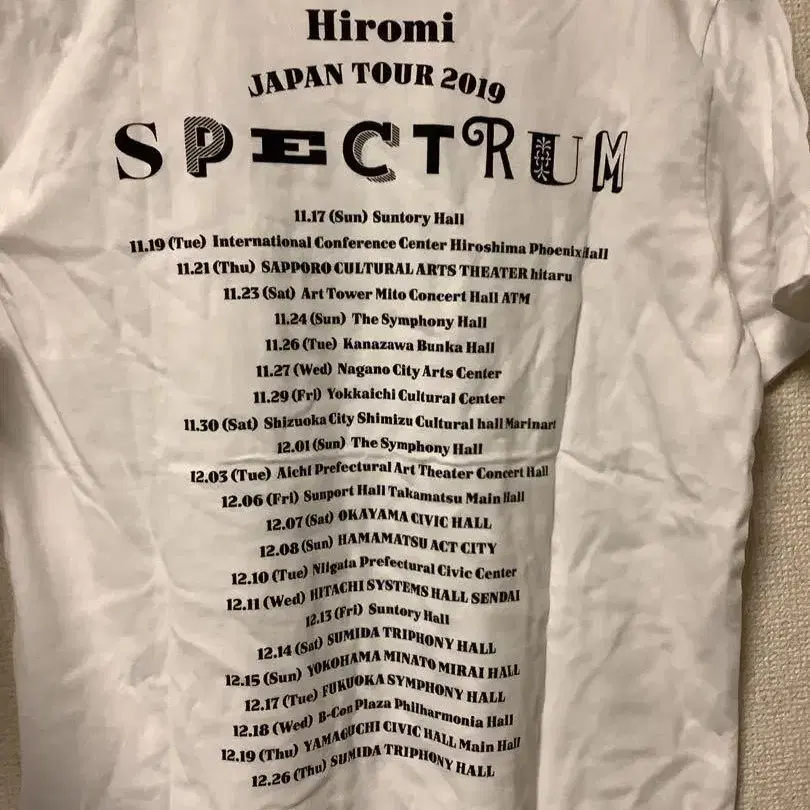 Hiromi
JAPAN TOUR 2019
SPECTRUM
11.17 (Sun) Suntory Hall
11.19 (Tue) International Conference Center Hiroshima Phoenix Hall
11.21 (Thu) SAPPORO CULTURAL ARTS THEATER hitaru
11.23 (Sat) Art Tower Mito Concert Hall ATM
11.24 (Sun) The Symphony Hall
11.26 (Tue) Kanazawa Bunka Hall
11.27 (Wed) Nagano City Arts Center
11.29 (Fri) Yokkaichi Cultural Center
11.30 (Sat) Shizuoka City Shimizu Cultural hall Marinart
12.01 (Sun) The Symphony Hall
12.03 (Tue) Aichi Prefectural Art Theater Concert Hall
12.06 (Fri) Sunport Hall Takamatsu Main Hall
12.07 (Sat) OKAYAMA CIVIC HALL
12.08 (Sun) HAMAMATSU ACT CITY
12.10 (Tue) Niigata Prefectural Civic Center
12.11 (Wed) HITACHI SYSTEMS HALL SENDAI
12.13 (Fri) Suntory Hall
12.14 (Sat) SUMIDA TRIPHONY HALL
12.15 (Sun) YOKOHAMA MINATO MIRAI HALL
12.17 (Tue) FUKUOKA SYMPHONY HALL
12.18 (Wed) B-Con Plaza Philharmonia Hall
12.19 (Thu) YAMAGUCHI CIVIC HALL Main Hall
12.26 (Thu) SUMIDA TRIPHONY HALL